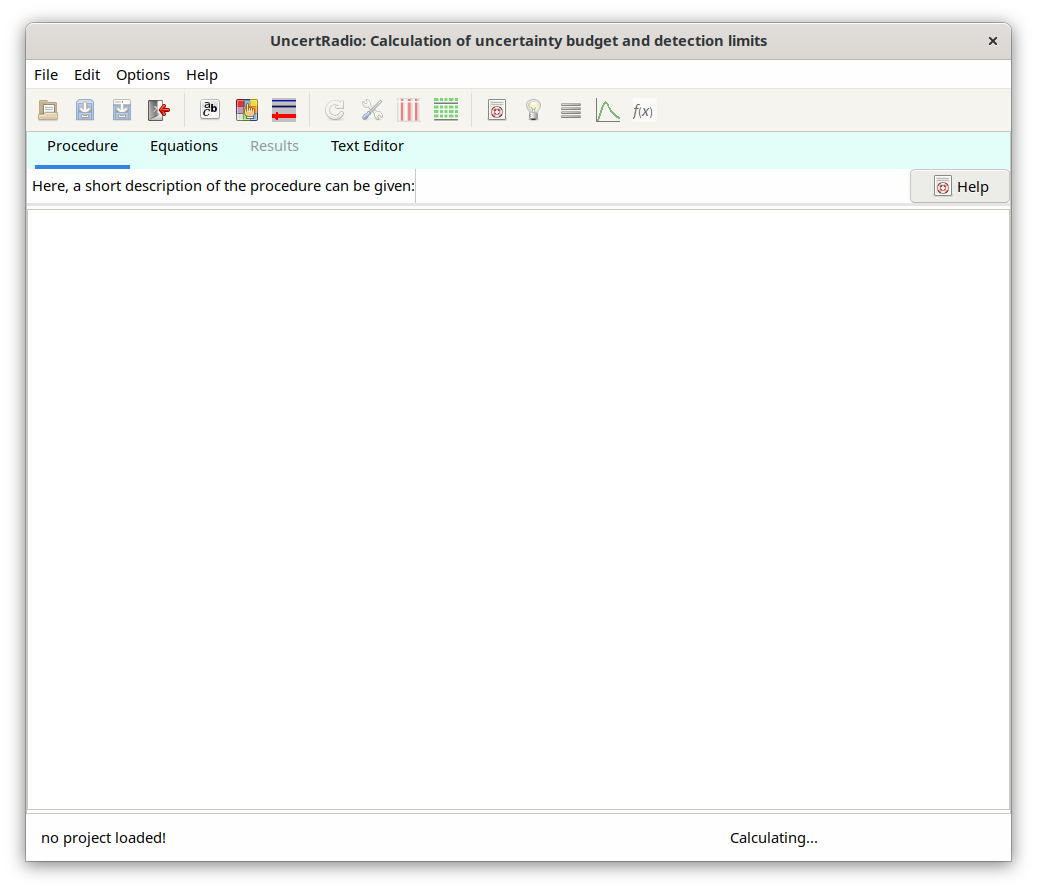 UncertRadio: Calculation of uncertainty budget and detection limits
File Edit Options Help
ab
c
b
f(x)
Procedure Equations Results Text Editor
Here, a short description of the procedure can be given:
Help
no project loaded! Calculating...